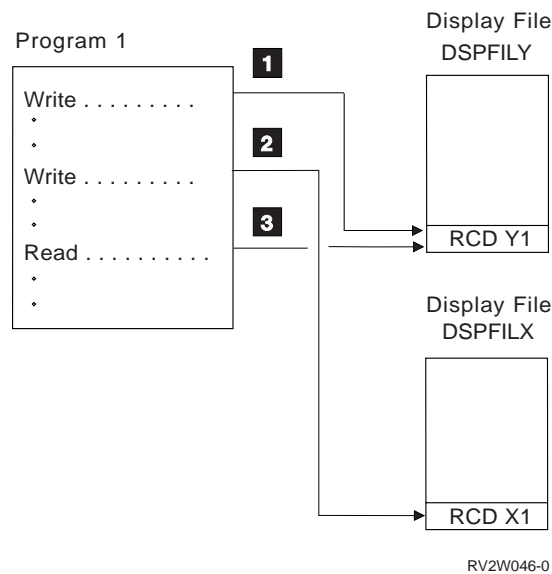 Program 1
1
Write . . . . . . . . .
2
Write . . . . . . . . .
3
Read . . . . . . . . . .
Display File
DSPFILY
RCD Y1
Display File
DSPFILX
RCD X1
RV2W046-0